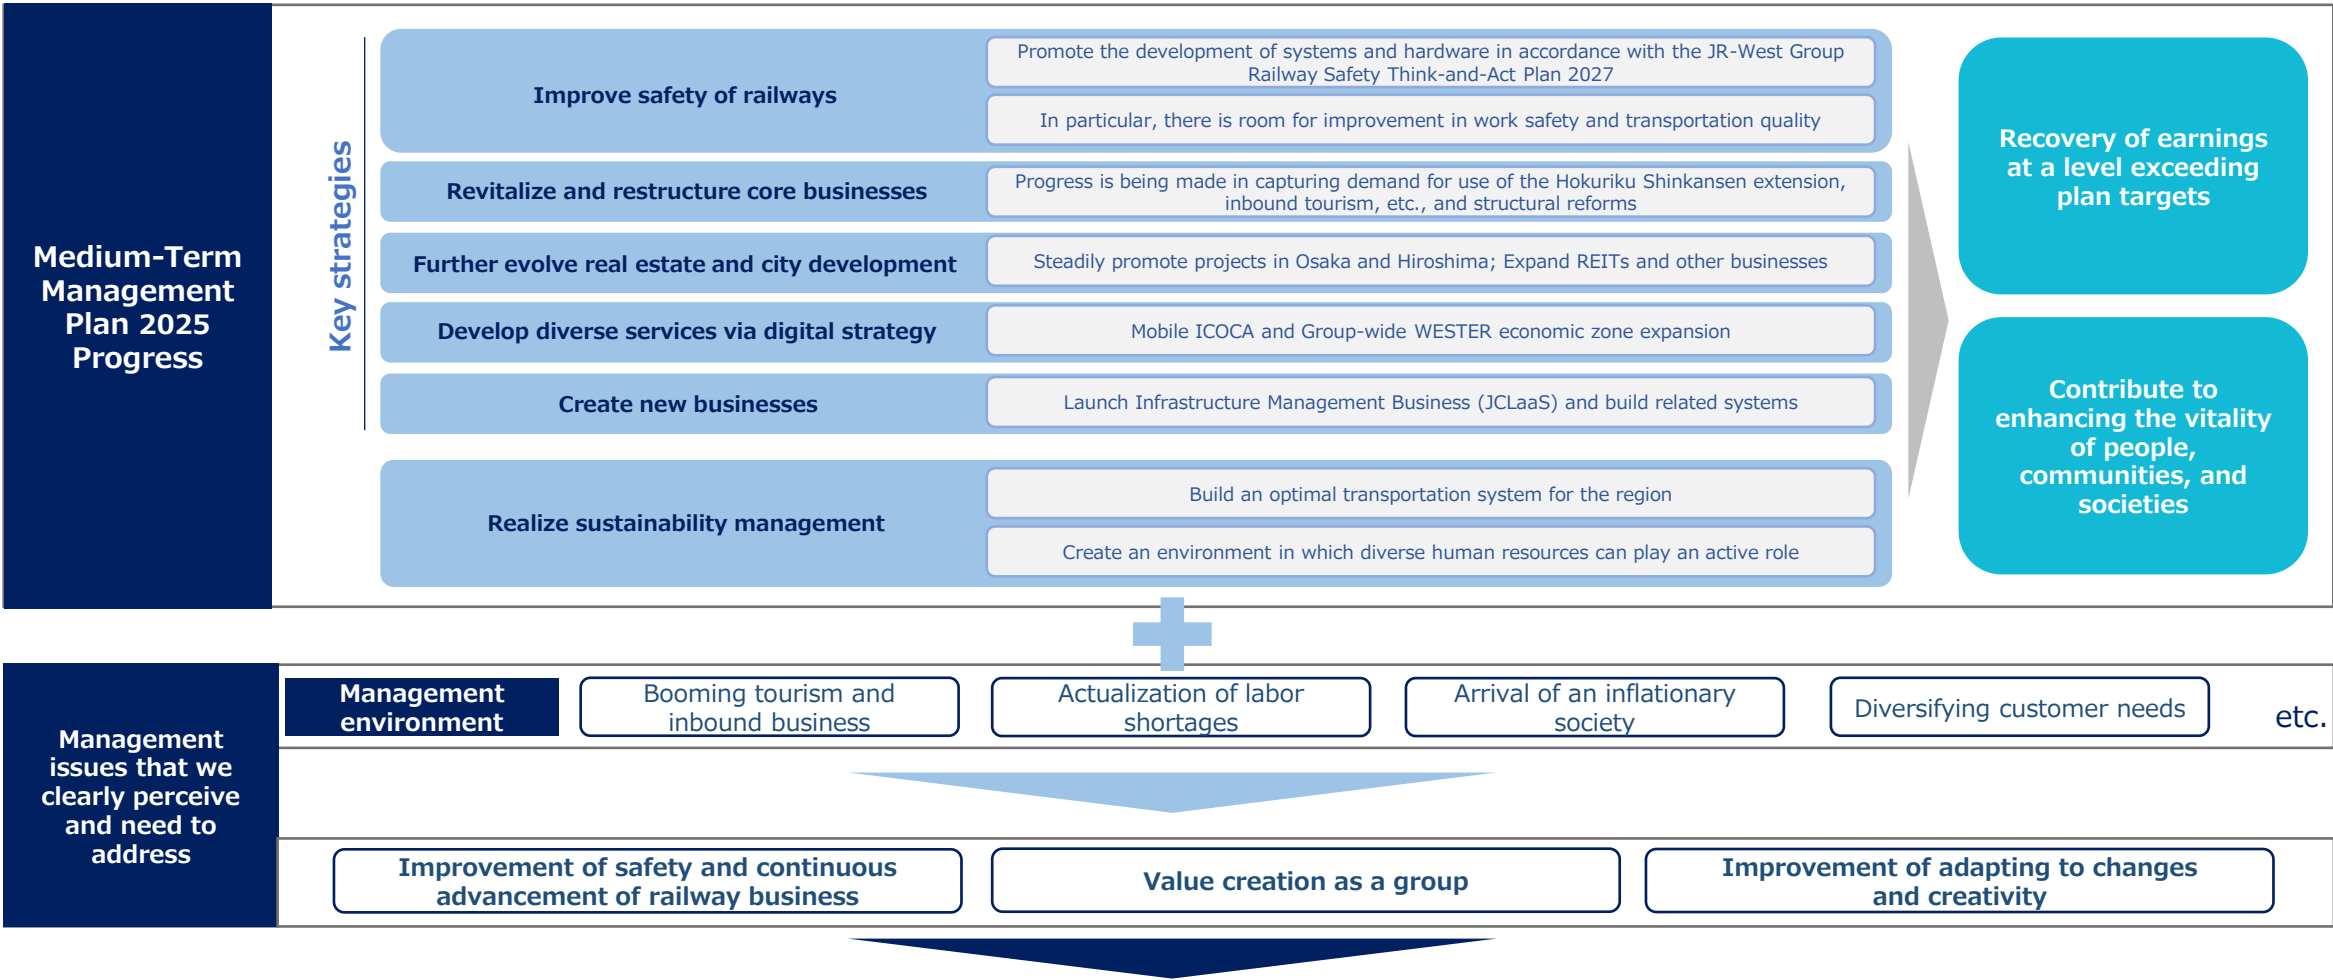 Medium-Term
Management
Plan 2025
Progress
Key strategies
Improve safety of railways
Promote the development of systems and hardware in accordance with the JR-West Group
Railway Safety Think-and-Act Plan 2027
In particular, there is room for improvement in work safety and transportation quality
Revitalize and restructure core businesses
Progress is being made in capturing demand for use of the Hokuriku Shinkansen extension,
inbound tourism, etc., and structural reforms
Further evolve real estate and city development
Steadily promote projects in Osaka and Hiroshima; Expand REITs and other businesses
Develop diverse services via digital strategy
Mobile ICOCA and Group-wide WESTER economic zone expansion
Create new businesses
Launch Infrastructure Management Business (JCLaaS) and build related systems
Realize sustainability management
Build an optimal transportation system for the region
Create an environment in which diverse human resources can play an active role
Recovery of earnings
at a level exceeding
plan targets
Contribute to
enhancing the vitality
of people,
communities, and
societies
Management
issues that we
clearly perceive
and need to
address
Management
environment
Booming tourism and
inbound business
Actualization of labor
shortages
Arrival of an inflationary
society
Diversifying customer needs
etc.
Improvement of safety and continuous
advancement of railway business
Value creation as a group
Improvement of adapting to changes
and creativity